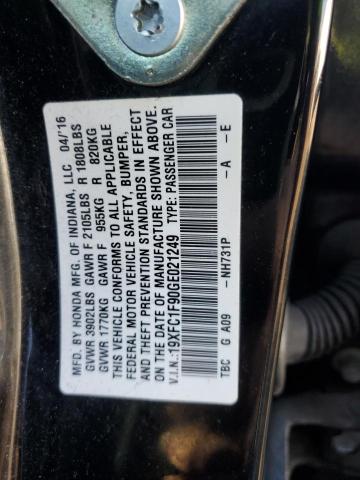 MFD. BY HONDA MFG. OF INDIANA, LLC 04/'16
GVWR 3902LBS GAWR F 2105LBS R 1808LBS
GVWR 1770KG GAWR F 955KG R 820KG
THIS VEHICLE CONFORMS TO ALL APPLICABLE
FEDERAL MOTOR VEHICLE SAFETY, BUMPER,
AND THEFT PREVENTION STANDARDS IN EFFECT
ON THE DATE OF MANUFACTURE SHOWN ABOVE.
V.I.N.:19XFC1F90GE021249 TYPE: PASSENGER CAR
TBC G A09 -NH731P -A -E